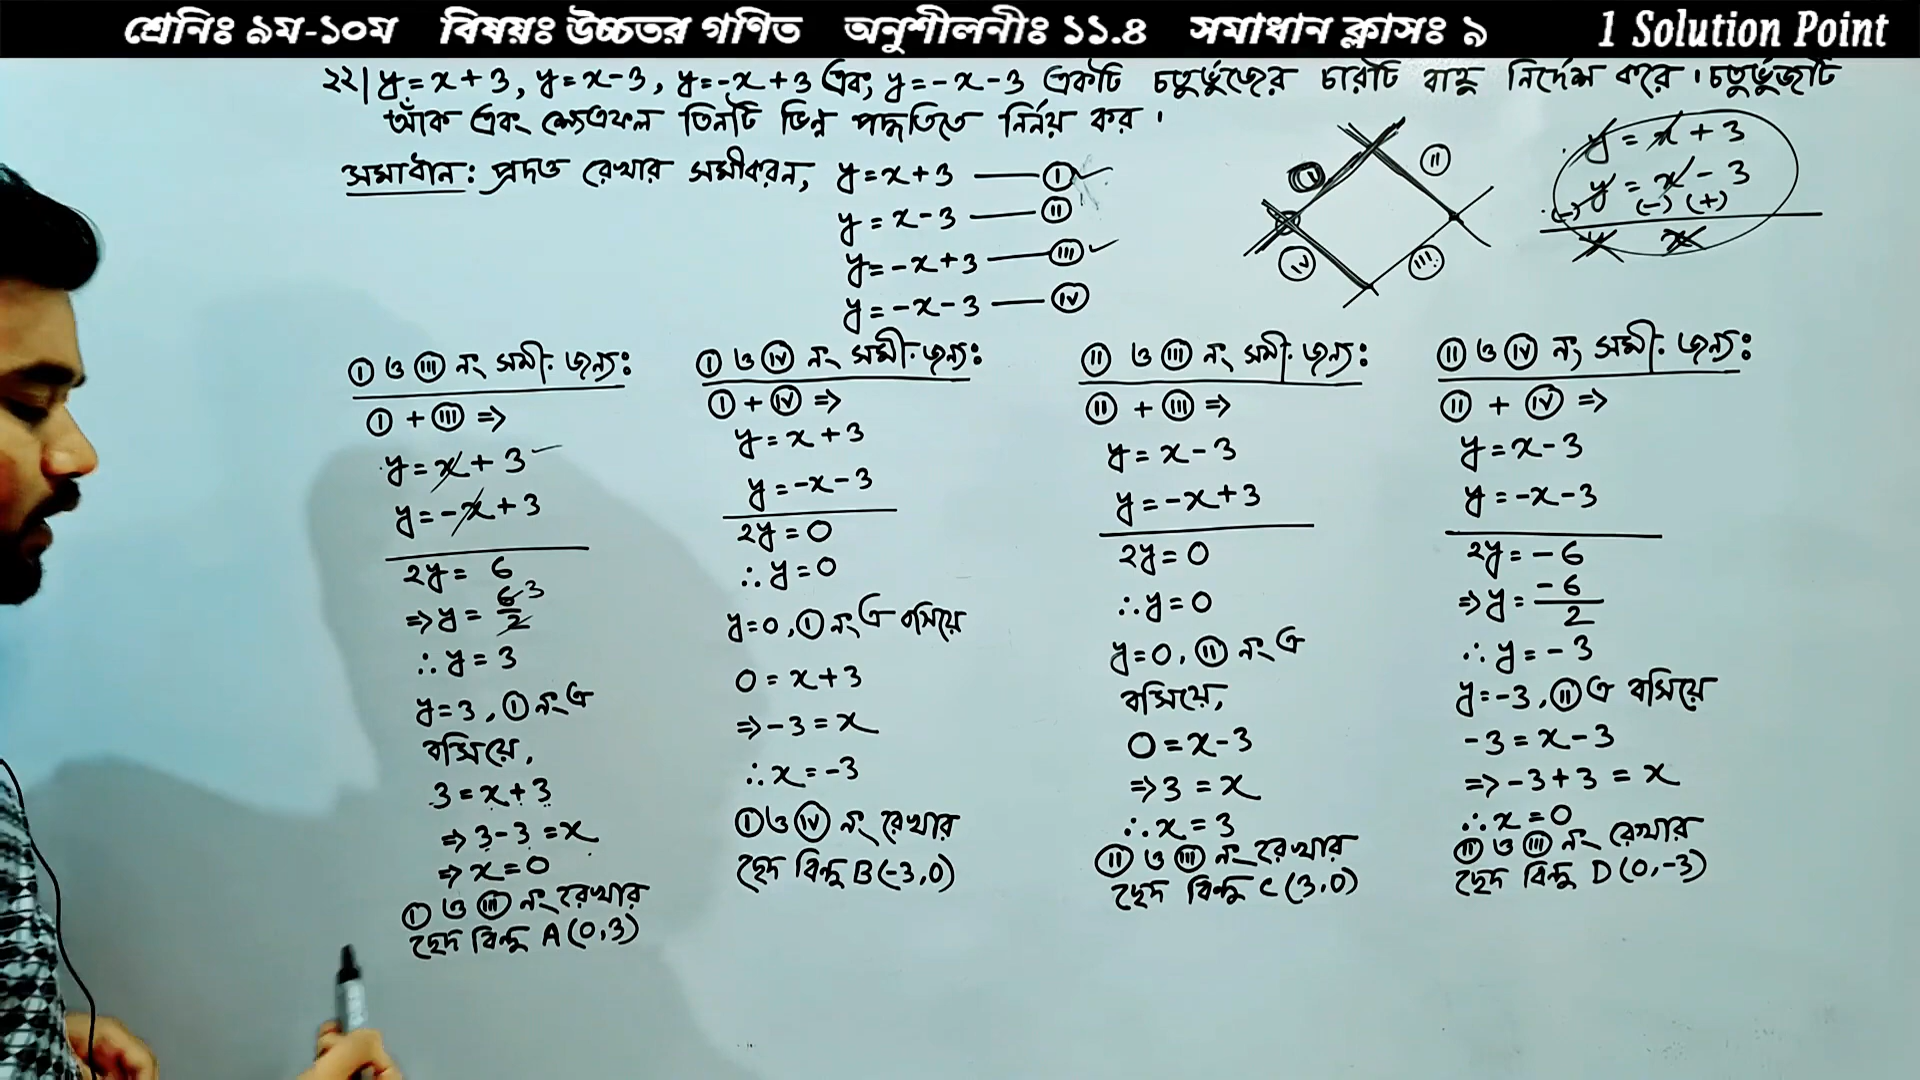 শ্রেনিঃ ৯ম-১০ম বিষয়ঃ উচ্চতর গণিত অনুশীলনীঃ ১১.৪ সমাধান ক্লাসঃ ৯ 1 Solution Point
২২| y=x+3, y=x-3, y=-x+3 এবং y=-x-3 একটি চতুর্ভুজের চারটি বাহু নির্দেশ করে। চতুর্ভুজটি
আঁক এবং ক্ষেত্রফল তিনটি ভিন্ন পদ্ধতিতে নির্নয় কর।
সমাধান: প্রদত্ত রেখার সমীকরন, y=x+3 — I
y = x-3 — II
y=-x+3 — III
y=-x-3 — IV
II
IV
III
y = x + 3
y = x - 3
(-) (-) (+)
I ও III নং সমী. জন্য:
I + III =>
y = x + 3
y = -x + 3
2y = 6
=> y = 6/2 3
∴ y = 3
y=3, I নং এ
বসিয়ে,
3 = x+3
=> 3-3 = x
=> x = 0
I ও III নং রেখার
ছেদ বিন্দু A(0,3)
I ও IV নং সমী. জন্য:
I + IV =>
y = x + 3
y = -x - 3
2y = 0
∴ y = 0
y=0, I নং এ বসিয়ে
0 = x+3
=> -3 = x
∴ x = -3
I ও IV নং রেখার
ছেদ বিন্দু B(-3,0)
II ও III নং সমী. জন্য:
II + III =>
y = x - 3
y = -x + 3
2y = 0
∴ y = 0
y=0, II নং এ
বসিয়ে,
0 = x-3
=> 3 = x
∴ x = 3
II ও III নং রেখার
ছেদ বিন্দু C(3,0)
II ও IV নং সমী. জন্য:
II + IV =>
y = x-3
y = -x-3
2y = -6
=> y = -6/2
∴ y = -3
y=-3, II এ বসিয়ে
-3 = x-3
=> -3+3 = x
∴ x = 0
II ও III নং রেখার
ছেদ বিন্দু D(0,-3)